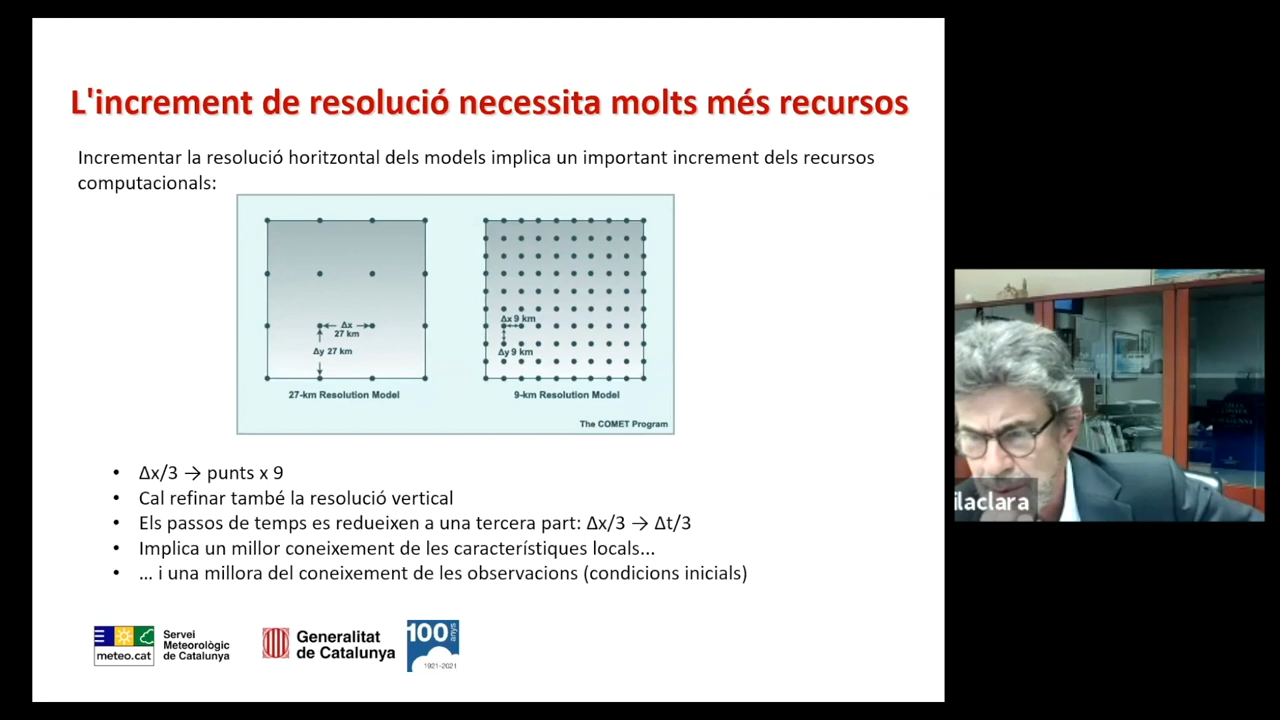 L'increment de resolució necessita molts més recursos
Incrementar la resolució horitzontal dels models implica un important increment dels recursos
computacionals:
Δx
27 km
Δy 27 km
27-km Resolution Model
Δx 9 km
Δy 9 km
9-km Resolution Model
The COMET Program
• Δx/3 → punts x 9
• Cal refinar també la resolució vertical
• Els passos de temps es redueixen a una tercera part: Δx/3 → Δt/3
• Implica un millor coneixement de les característiques locals...
• ... i una millora del coneixement de les observacions (condicions inicials)
meteo.cat
Servei
Meteorològic
de Catalunya
Generalitat
de Catalunya
100 anys
1921-2021
ilaclara